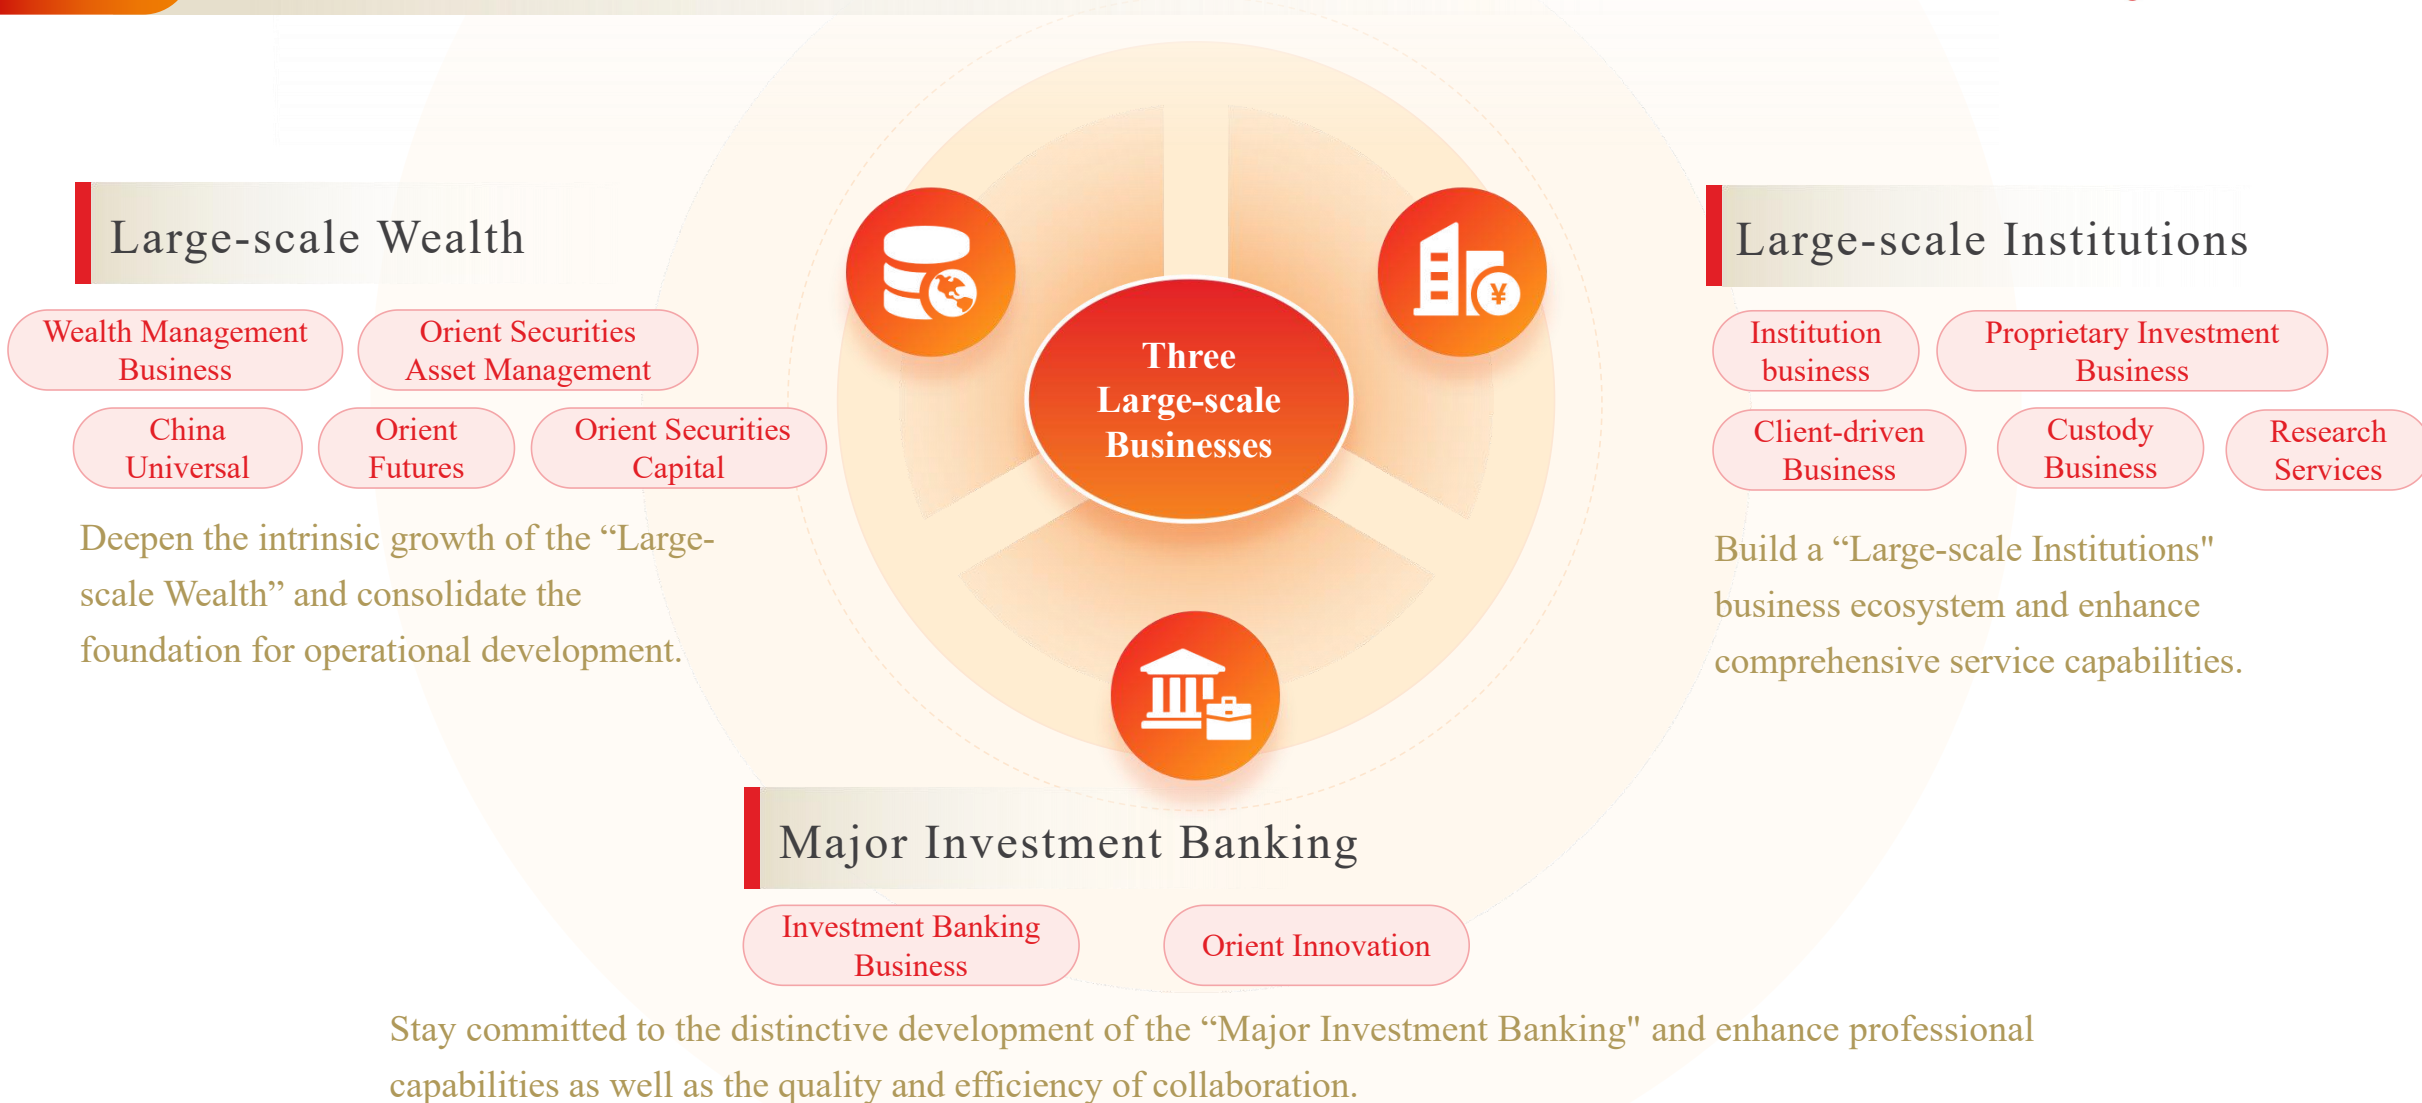 Large-scale Wealth
Wealth Management
Business
Orient Securities
Asset Management
China
Universal
Orient
Futures
Orient Securities
Capital
Deepen the intrinsic growth of the “Large-
scale Wealth” and consolidate the
foundation for operational development.
Three
Large-scale
Businesses
¥
Large-scale Institutions
Institution
business
Proprietary Investment
Business
Client-driven
Business
Custody
Business
Research
Services
Build a “Large-scale Institutions"
business ecosystem and enhance
comprehensive service capabilities.
Major Investment Banking
Investment Banking
Business
Orient Innovation
Stay committed to the distinctive development of the “Major Investment Banking" and enhance professional
capabilities as well as the quality and efficiency of collaboration.